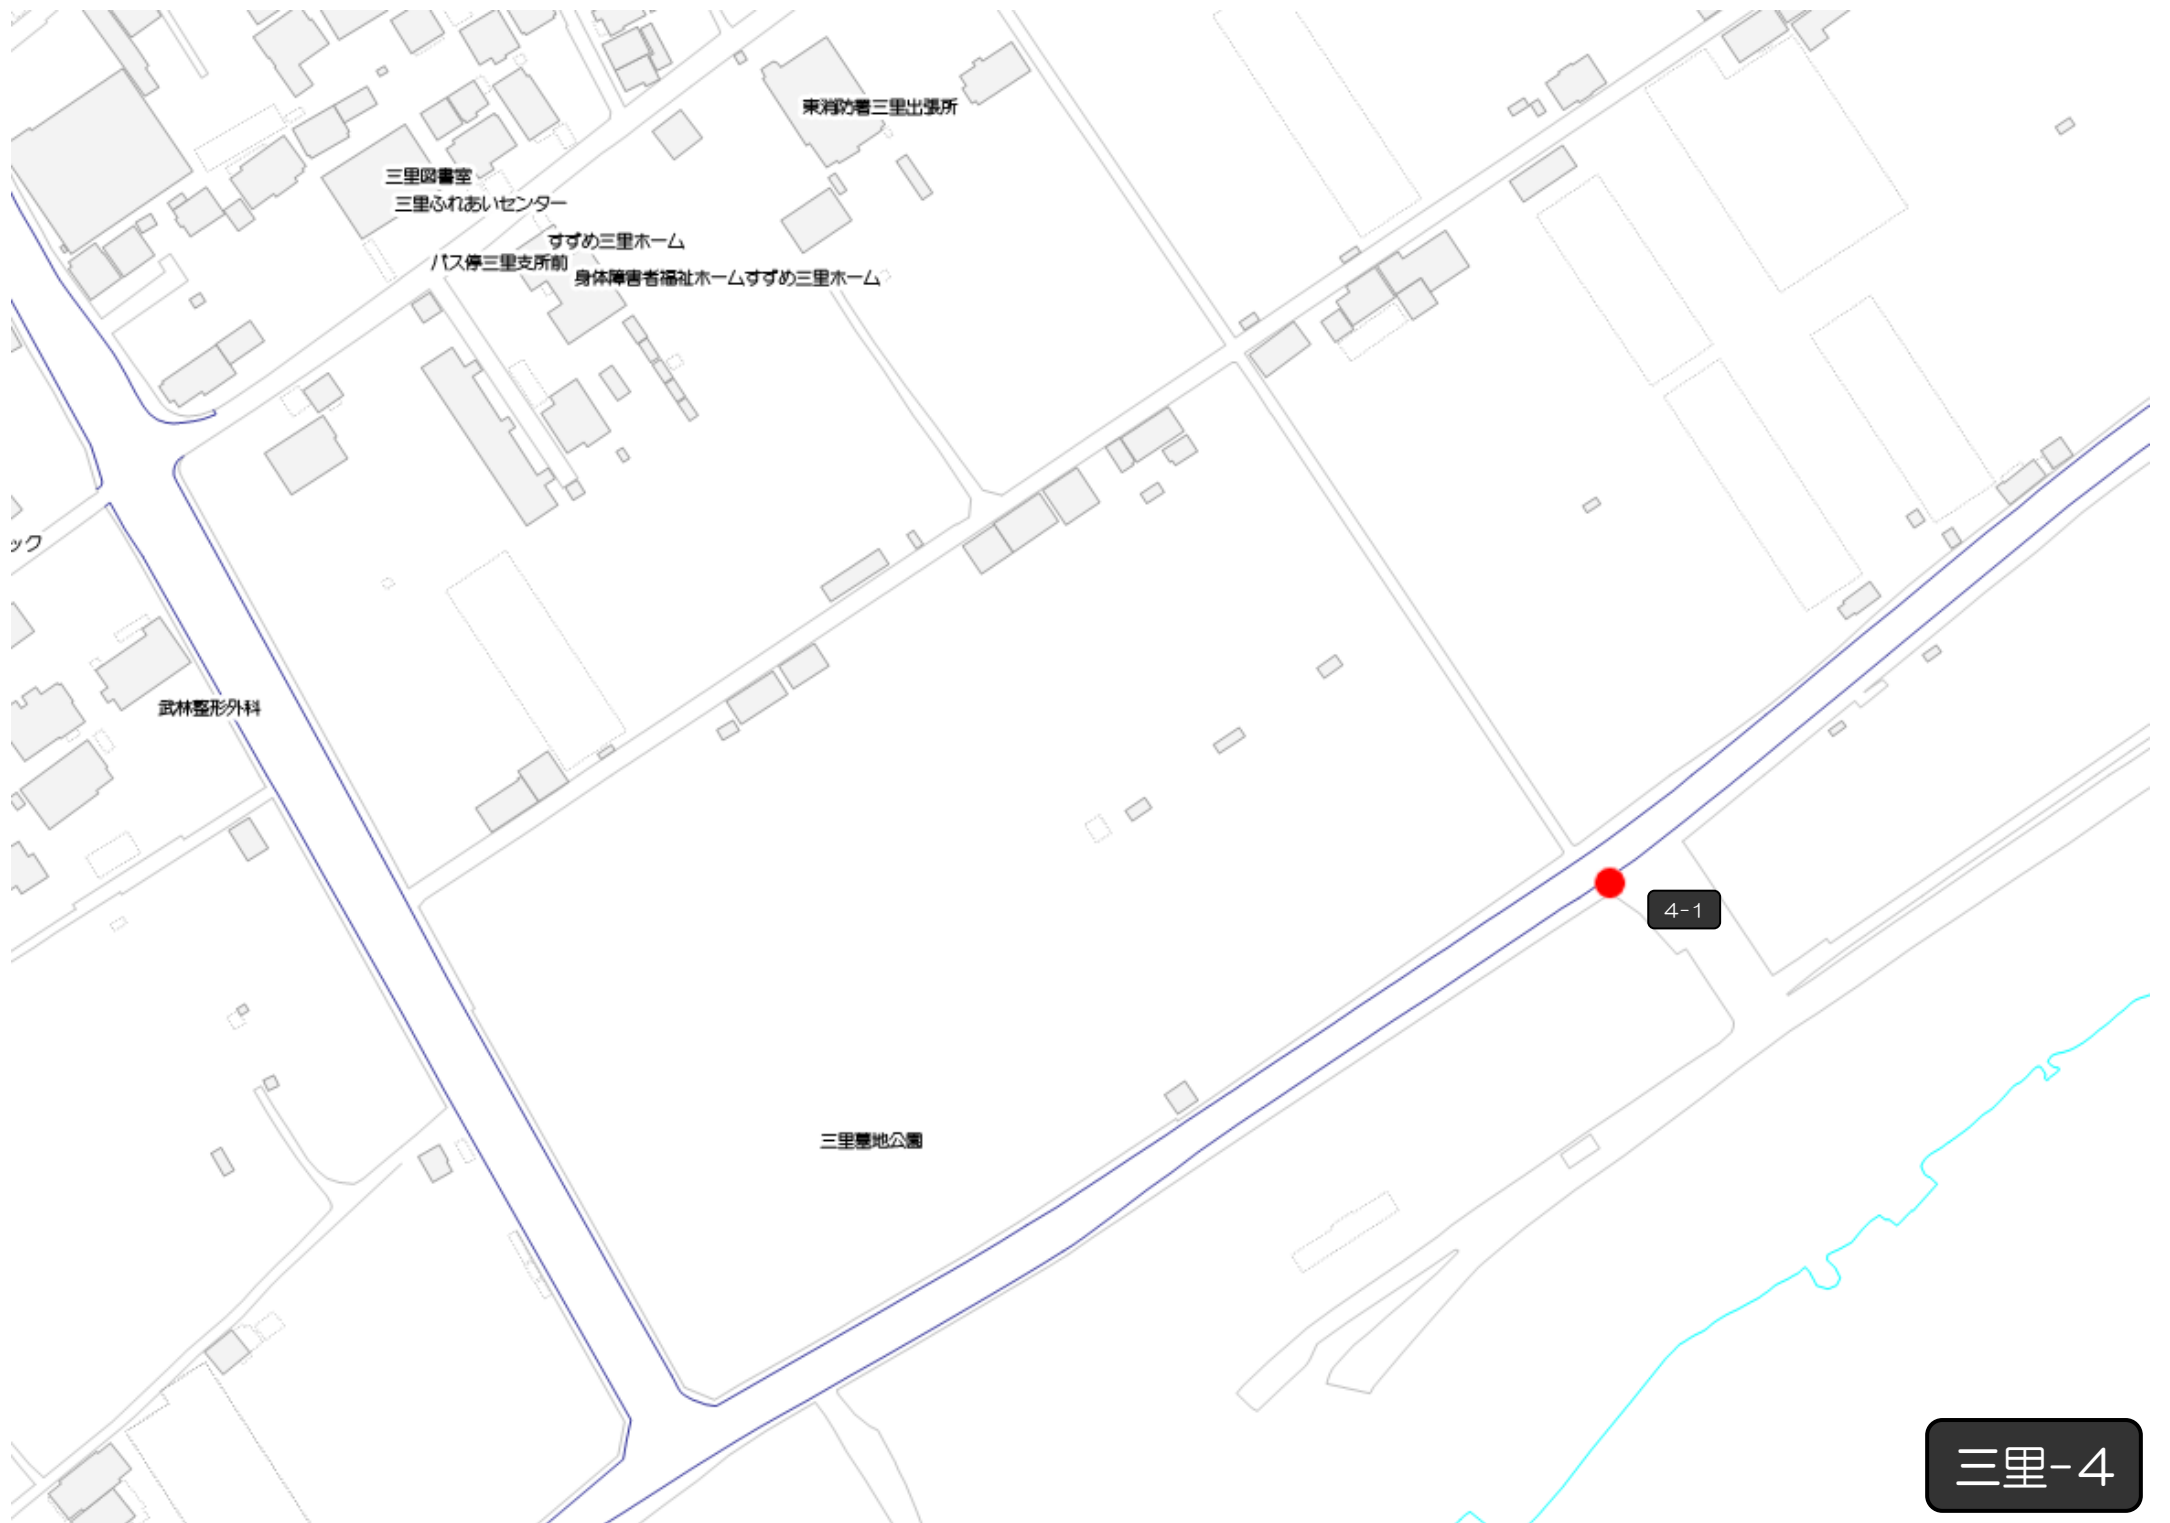 東消防署三里出張所
三里図書室
三里ふれあいセンター
すずめ三里ホーム
バス停三里支所前
身体障害者福祉ホームすずめ三里ホーム
ック
武林整形外科
4-1
三里墓地公園
三里-4